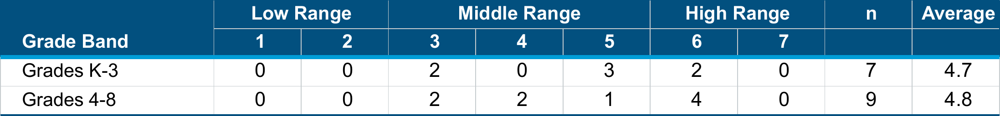 Low Range Middle Range High Range n Average
Grade Band 1 2 3 4 5 6 7
Grades K-3 0 0 2 0 3 2 0 7 4.7
Grades 4-8 0 0 2 2 1 4 0 9 4.8